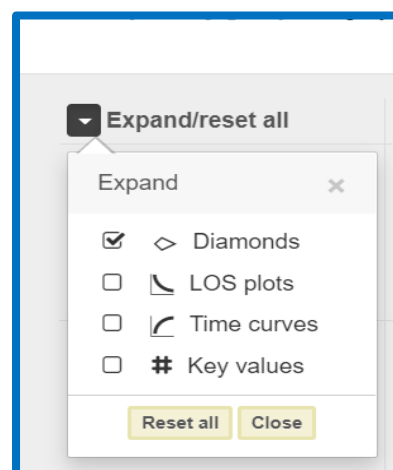 Expand/reset all
Expand ×
Diamonds
LOS plots
Time curves
# Key values
Reset all Close